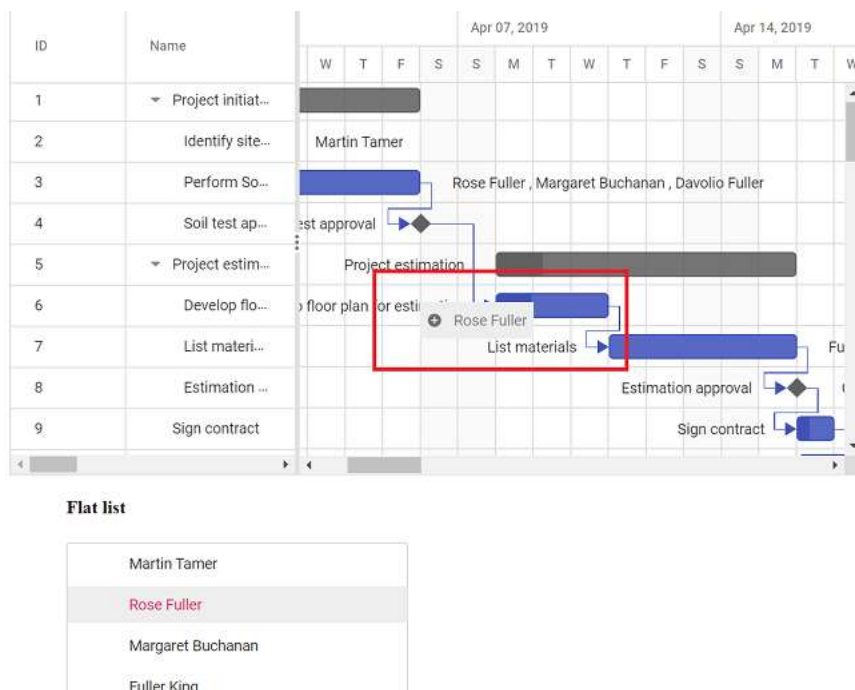 Apr 07, 2019 Apr 14, 2019
ID Name
W T F S S M T W T F S S M T W
1 Project initiat...
2 Identify site... Martin Tamer
3 Perform So... Rose Fuller , Margaret Buchanan , Davolio Fuller
4 Soil test ap... est approval
5 Project estim... Project estimation
6 Develop flo... floor plan for esti
Rose Fuller
7 List materi... List materials Fu
8 Estimation ... Estimation approval
9 Sign contract Sign contract
Flat list
Martin Tamer
Rose Fuller
Margaret Buchanan
Fuller King